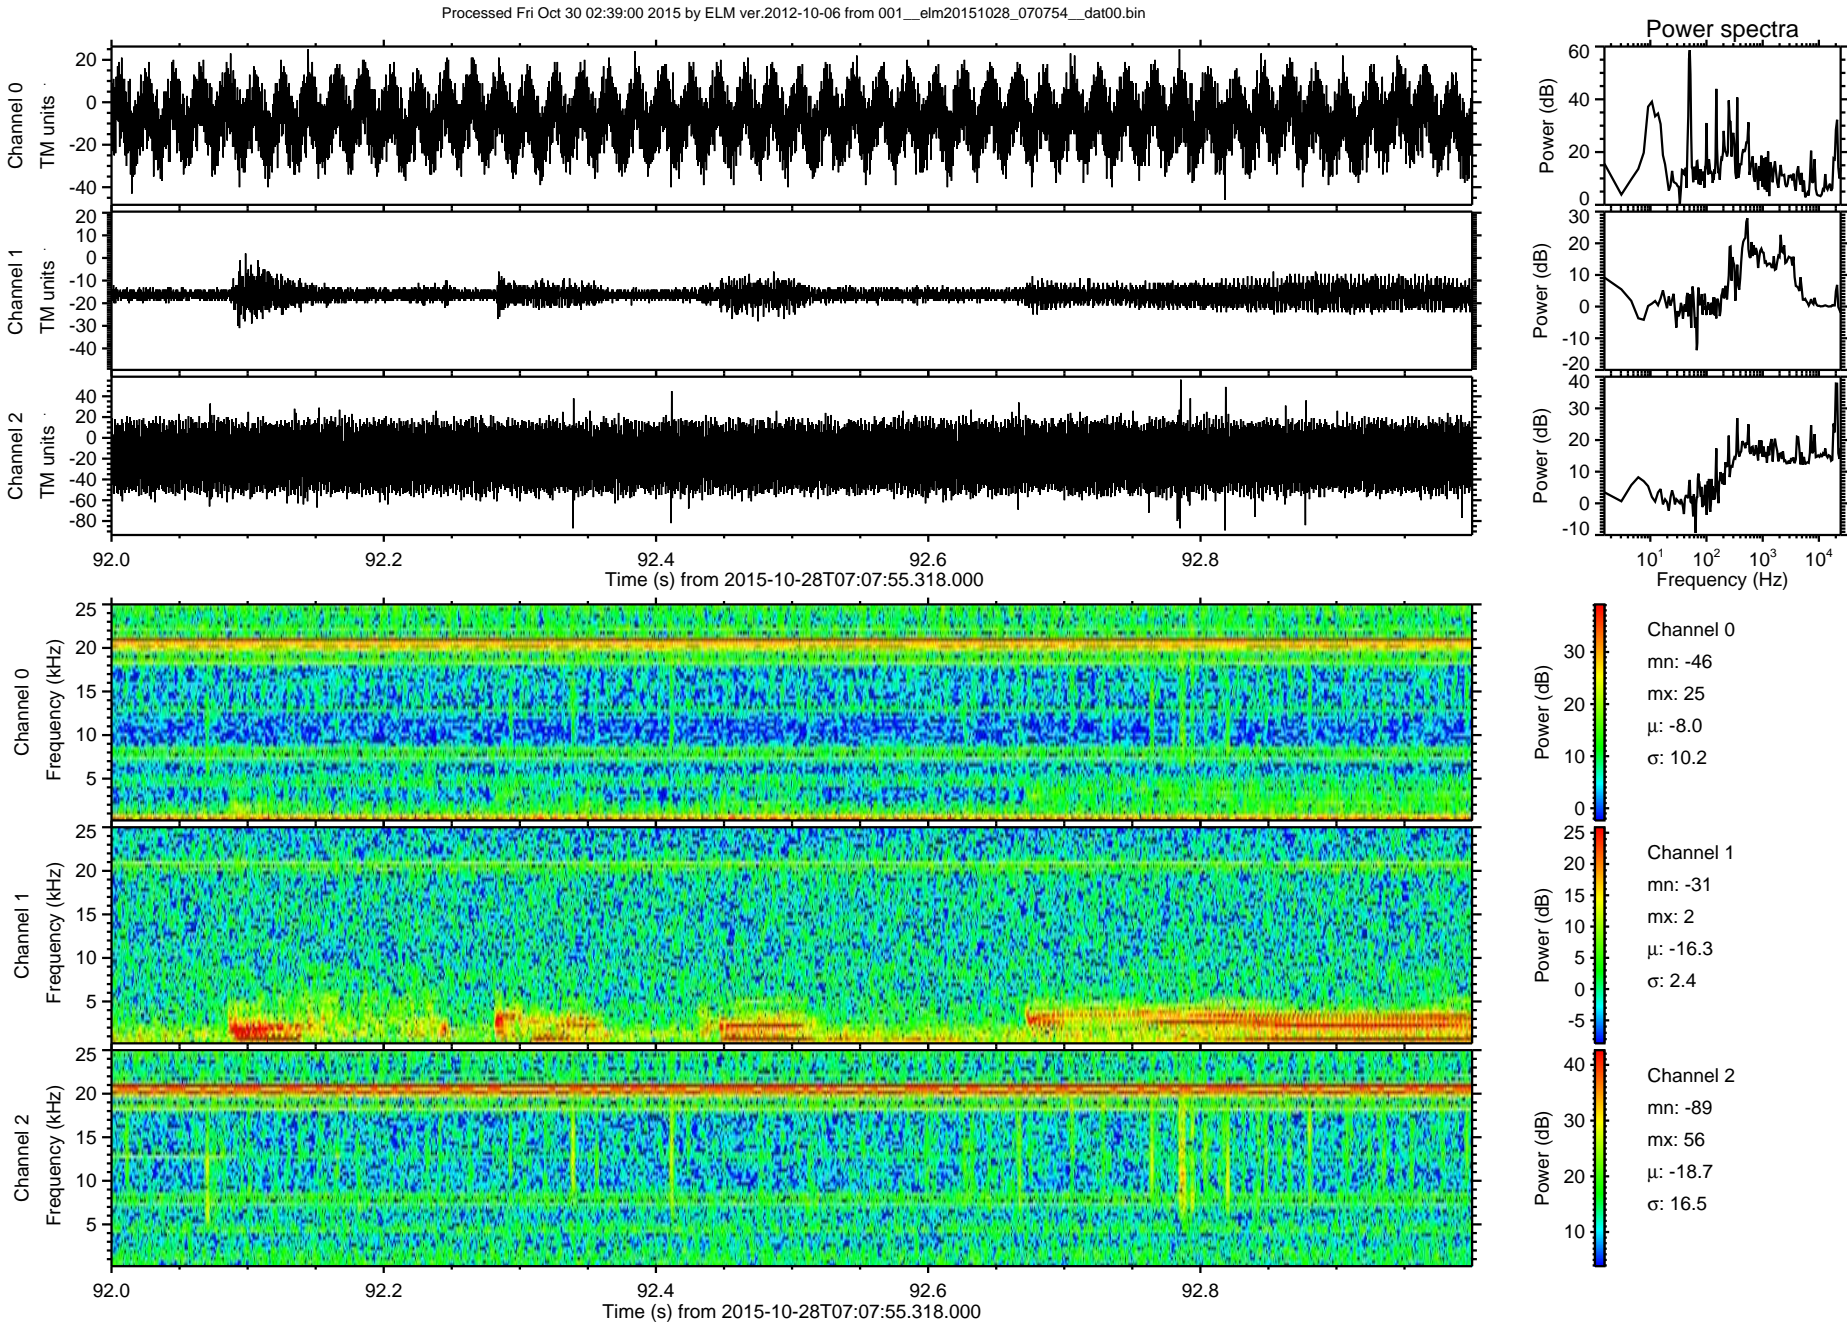 Processed Fri Oct 30 02:39:00 2015 by ELM ver.2012-10-06 from 001__elm20151028_070754__dat00.bin
Power spectra
Channel 0
TM units
20
0
-20
-40
Power (dB)
60
40
20
0
Channel 1
TM units
20
10
0
-10
-20
-30
-40
Power (dB)
30
20
10
0
-10
-20
Channel 2
TM units
40
20
0
-20
-40
-60
-80
Power (dB)
40
30
20
10
0
-10
92.0 92.2 92.4 92.6 92.8
Time (s) from 2015-10-28T07:07:55.318.000
10^1 10^2 10^3 10^4
Frequency (Hz)
Channel 0
Frequency (kHz)
25
20
15
10
5
Power (dB)
30
20
10
0
Channel 0
mn: -46
mx: 25
µ: -8.0
σ: 10.2
Channel 1
Frequency (kHz)
25
20
15
10
5
Power (dB)
25
20
15
10
5
0
-5
Channel 1
mn: -31
mx: 2
µ: -16.3
σ: 2.4
Channel 2
Frequency (kHz)
25
20
15
10
5
Power (dB)
40
30
20
10
Channel 2
mn: -89
mx: 56
µ: -18.7
σ: 16.5
92.0 92.2 92.4 92.6 92.8
Time (s) from 2015-10-28T07:07:55.318.000